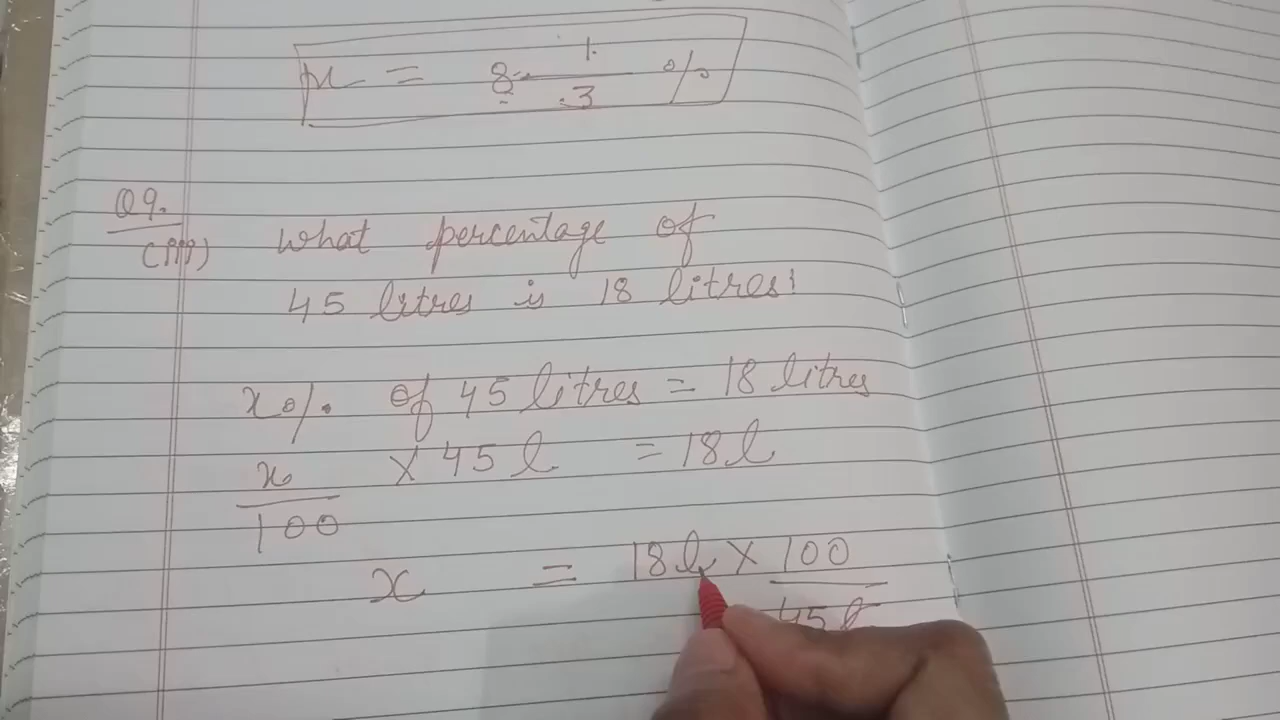 x = 8 1/3 %
Q9.
(iii) What percentage of
45 litres is 18 litres?
x% of 45 litres = 18 litres
x/100 × 45 l = 18 l
x = 18 l × 100/45 l